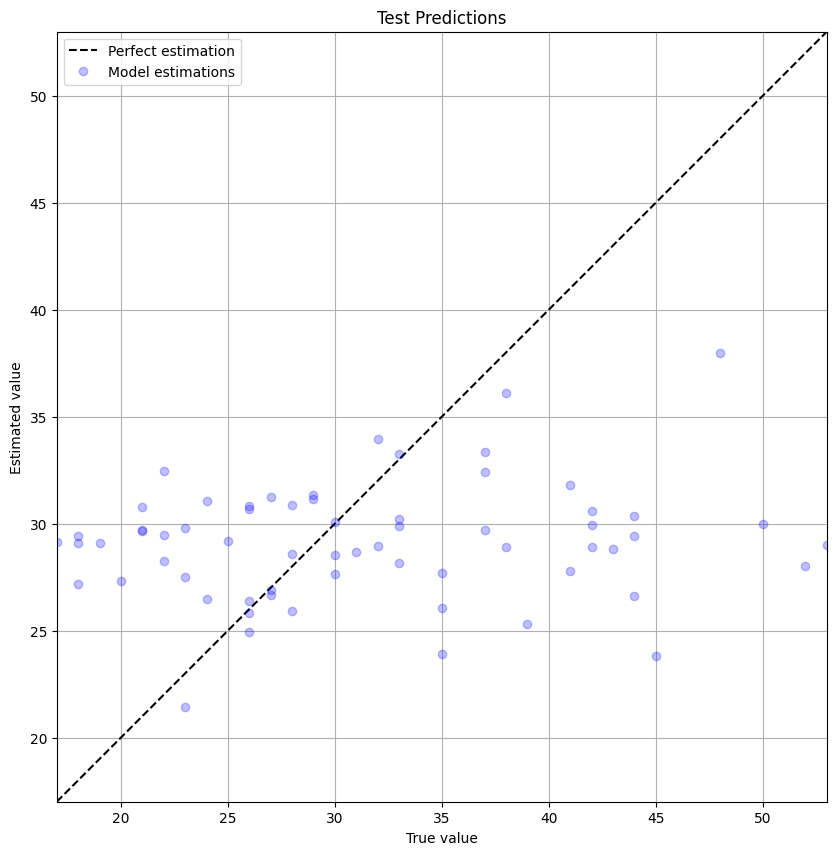 Test Predictions
Perfect estimation
Model estimations
50
45
40
35
30
25
20
Estimated value
20 25 30 35 40 45 50
True value